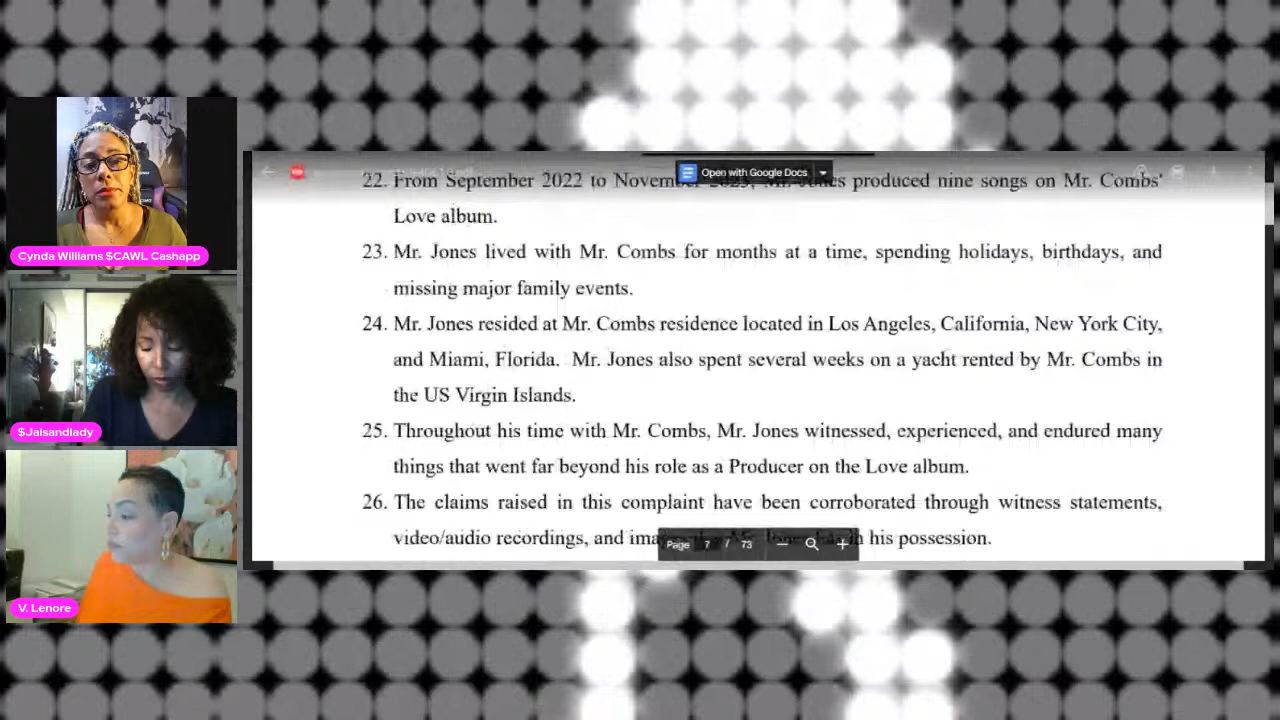 Open with Google Docs
22. From September 2022 to November 2023, Mr. Jones produced nine songs on Mr. Combs'
Love album.
23. Mr. Jones lived with Mr. Combs for months at a time, spending holidays, birthdays, and
missing major family events.
24. Mr. Jones resided at Mr. Combs residence located in Los Angeles, California, New York City,
and Miami, Florida. Mr. Jones also spent several weeks on a yacht rented by Mr. Combs in
the US Virgin Islands.
25. Throughout his time with Mr. Combs, Mr. Jones witnessed, experienced, and endured many
things that went far beyond his role as a Producer on the Love album.
26. The claims raised in this complaint have been corroborated through witness statements,
video/audio recordings, and his possession.
Page 7 / 73
Cynda Williams $CAWL Cashapp
$Jaisandlady
V. Lenore